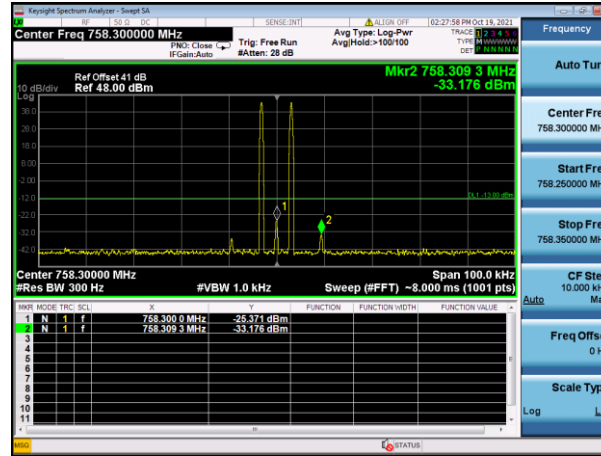 Keysight Spectrum Analyzer - Swept SA
RF 50 Ω DC SENSE:INT ALIGN OFF 02:27:58 PM Oct 19, 2021
Center Freq 758.300000 MHz
PNO: Close Trig: Free Run Avg Type: Log-Pwr TRACE 1 2 3 4 5 6
IFGain:Auto #Atten: 28 dB Avg|Hold:>100/100 TYPE M
DET P N N N N N
Frequency
Mkr2 758.309 3 MHz
-33.176 dBm
Ref Offset 41 dB
10 dB/div Ref 48.00 dBm
Log
38.0
28.0
18.0
8.00
-2.00
-12.0
-22.0
-32.0
-42.0
DL1 -13.00 dBm
1
2
Center 758.30000 MHz Span 100.0 kHz
#Res BW 300 Hz #VBW 1.0 kHz Sweep (#FFT) ~8.000 ms (1001 pts)
MKR MODE TRC SCL X Y FUNCTION FUNCTION WIDTH FUNCTION VALUE
1 N 1 f 758.300 0 MHz -25.371 dBm
2 N 1 f 758.309 3 MHz -33.176 dBm
3
4
5
6
7
8
9
10
11
MSG STATUS
Auto Tun
Center Fre
758.300000 MH
Start Fre
758.250000 MH
Stop Fre
758.350000 MH
CF Ste
10.000 kH
Auto Ma
Freq Offs
0 H
Scale Typ
Log L